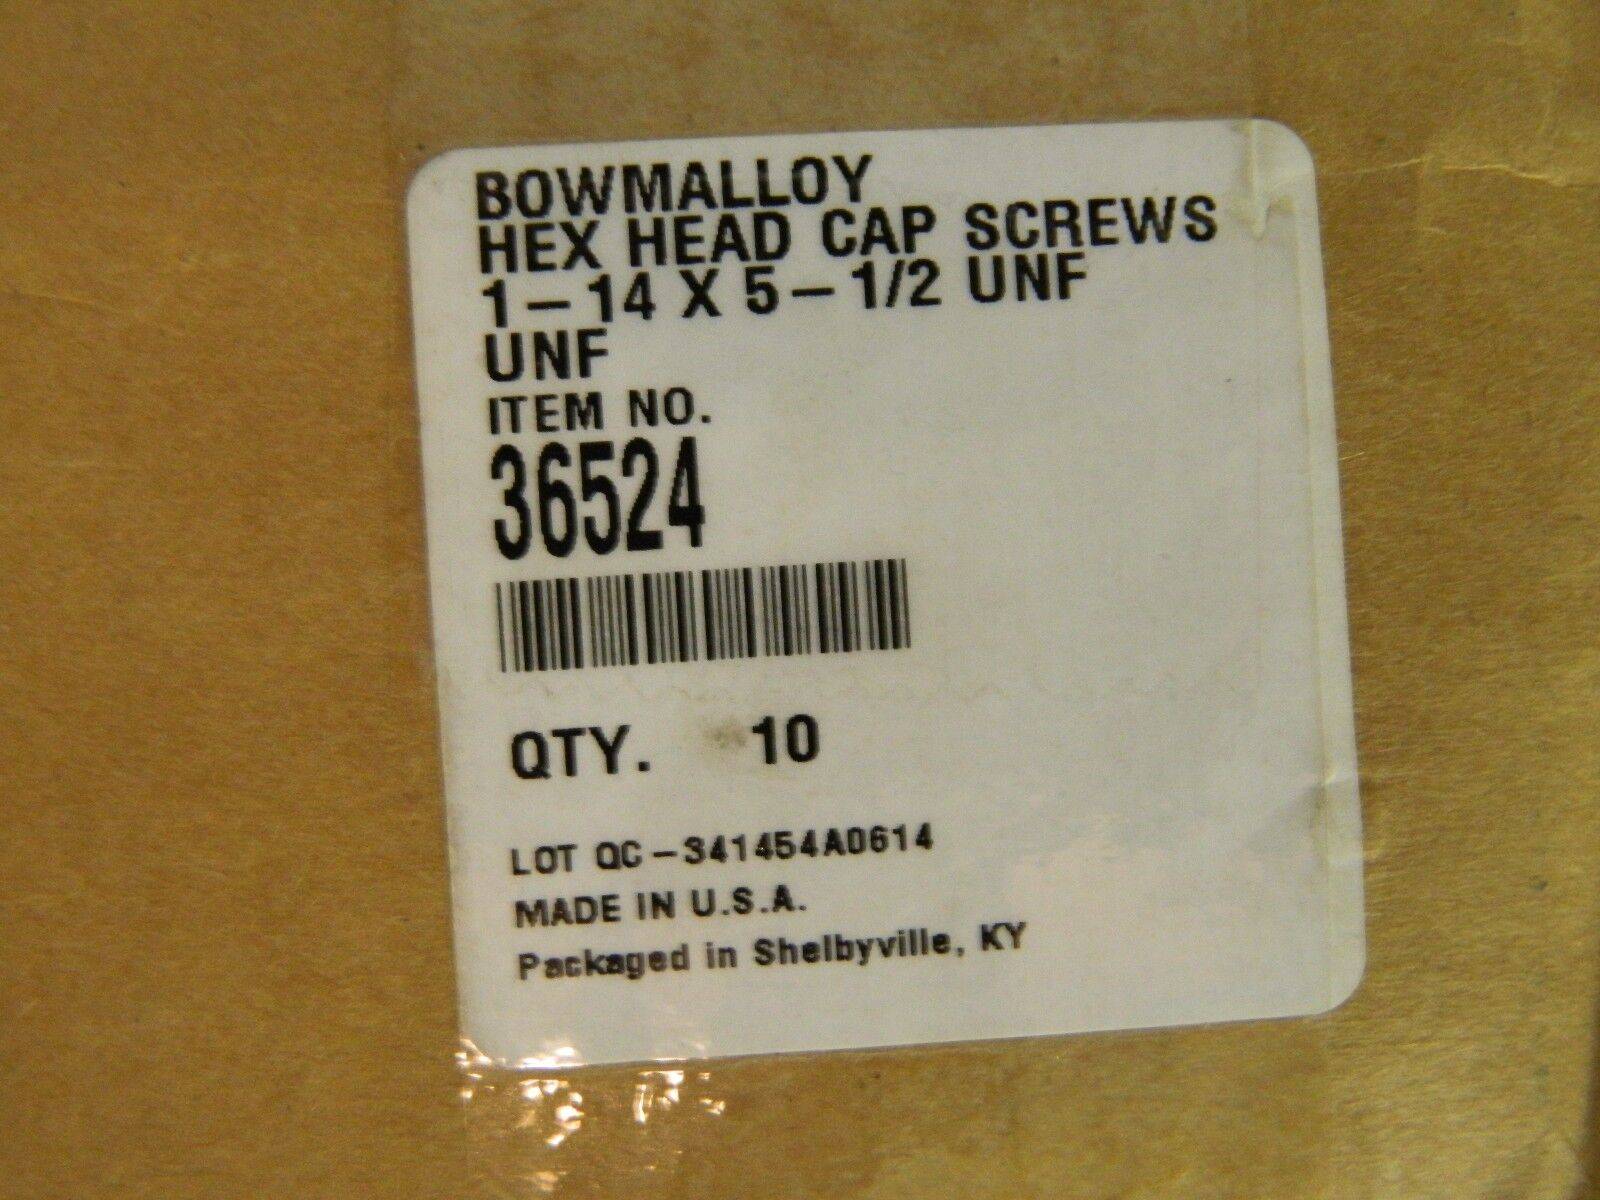 BOWMALLOY
HEX HEAD CAP SCREWS
1-14 X 5-1/2 UNF
UNF
ITEM NO.
36524
QTY. 10
LOT QC-341454A0614
MADE IN U.S.A.
Packaged in Shelbyville, KY